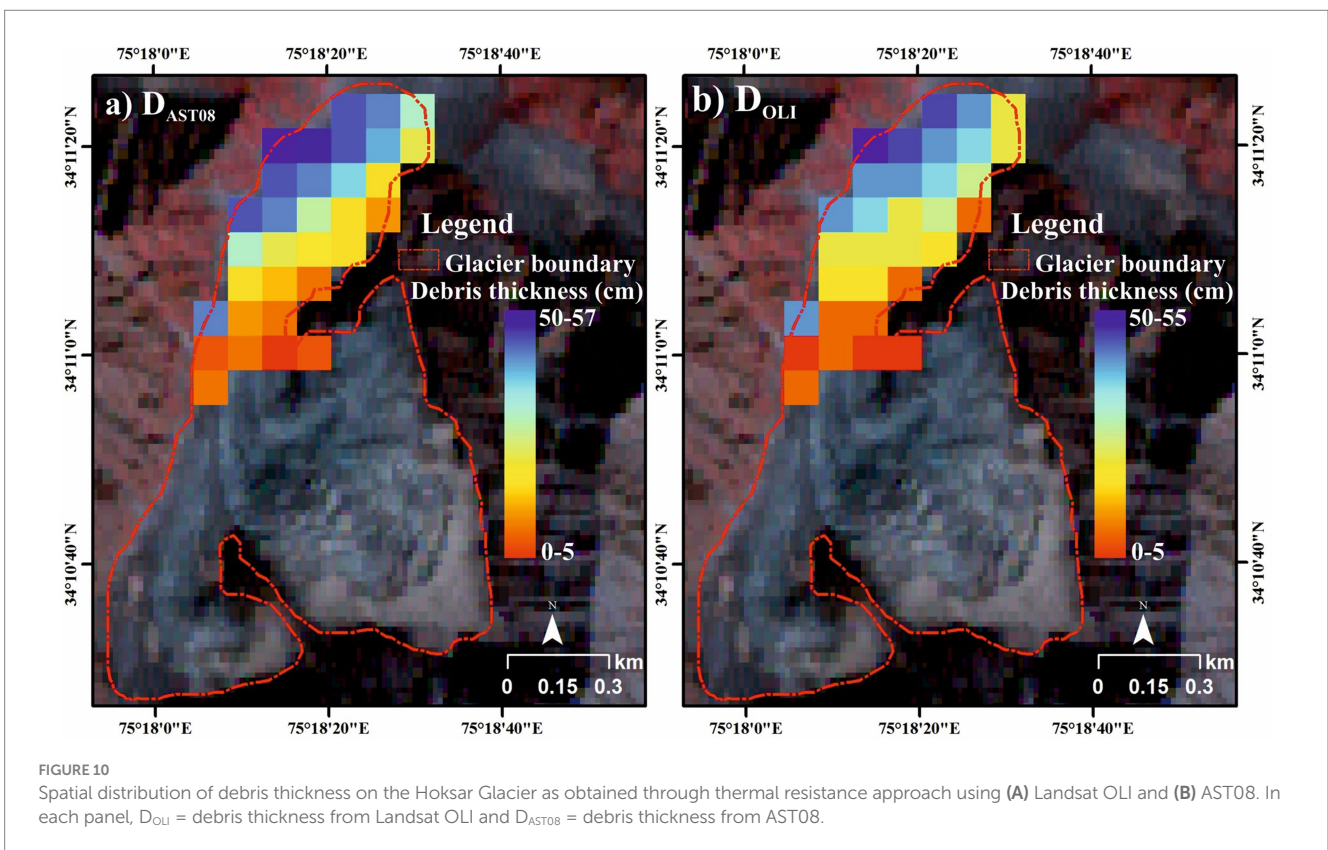 75°18'0"E 75°18'20"E 75°18'40"E 75°18'0"E 75°18'20"E 75°18'40"E
a) D_AST08
b) D_OLI
34°11'20"N
34°11'0"N
34°10'40"N
Legend
Glacier boundary
Debris thickness (cm)
50-57
0-5
N
km
0 0.15 0.3
Legend
Glacier boundary
Debris thickness (cm)
50-55
0-5
N
km
0 0.15 0.3
34°11'20"N
34°11'0"N
34°10'40"N
75°18'0"E 75°18'20"E 75°18'40"E 75°18'0"E 75°18'20"E 75°18'40"E
FIGURE 10
Spatial distribution of debris thickness on the Hoksar Glacier as obtained through thermal resistance approach using (A) Landsat OLI and (B) AST08. In
each panel, D_OLI = debris thickness from Landsat OLI and D_AST08 = debris thickness from AST08.